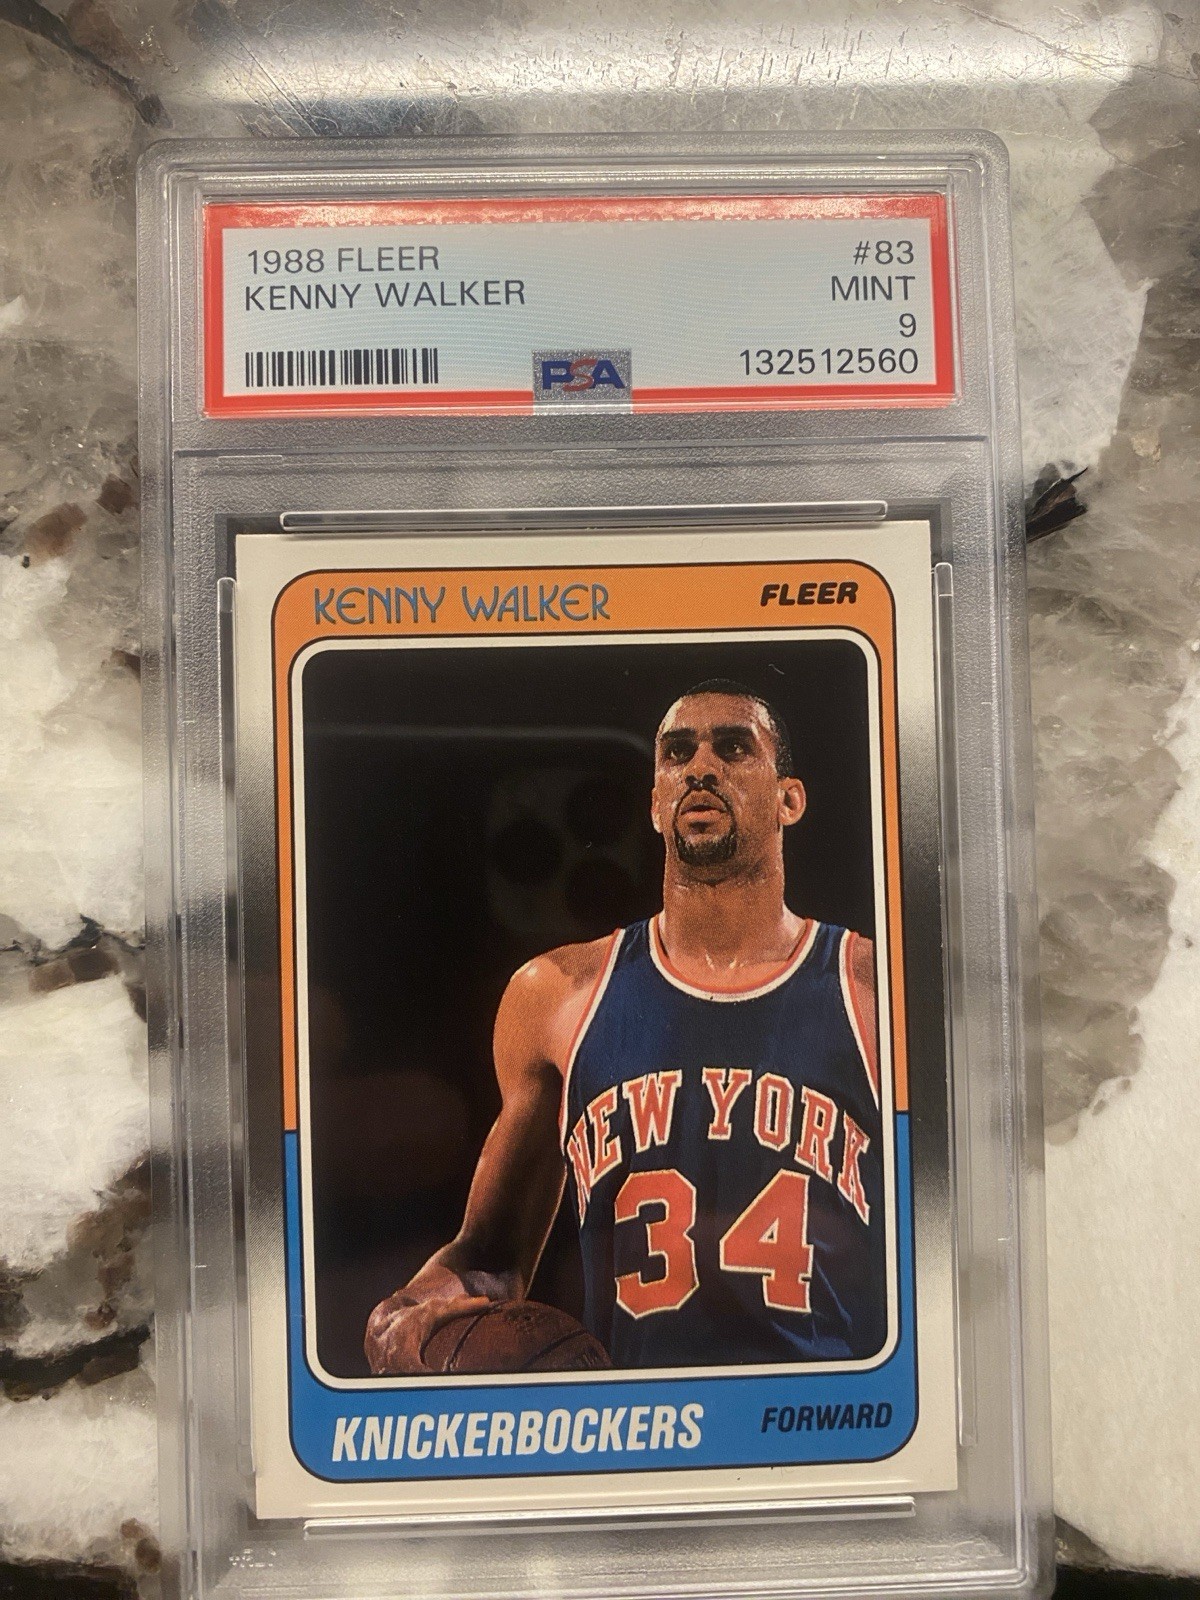 1988 FLEER #83
KENNY WALKER MINT
9
PSA 132512560
KENNY WALKER FLEER
NEW YORK
34
KNICKERBOCKERS FORWARD